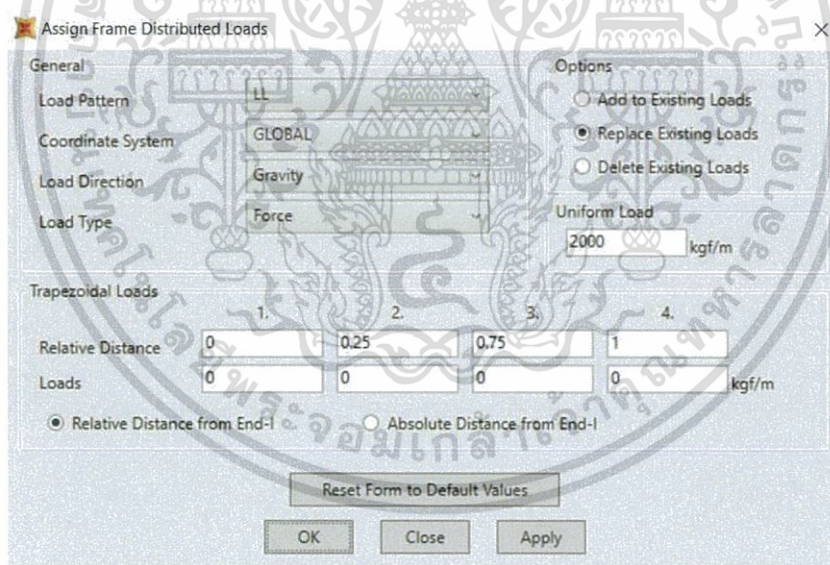 Assign Frame Distributed Loads
General
Load Pattern LL
Coordinate System GLOBAL
Load Direction Gravity
Load Type Force
Options
Add to Existing Loads
Replace Existing Loads
Delete Existing Loads
Uniform Load
2000 kgf/m
Trapezoidal Loads
1. 2. 3. 4.
Relative Distance 0 0.25 0.75 1
Loads 0 0 0 0 kgf/m
Relative Distance from End-I Absolute Distance from End-I
Reset Form to Default Values
OK Close Apply